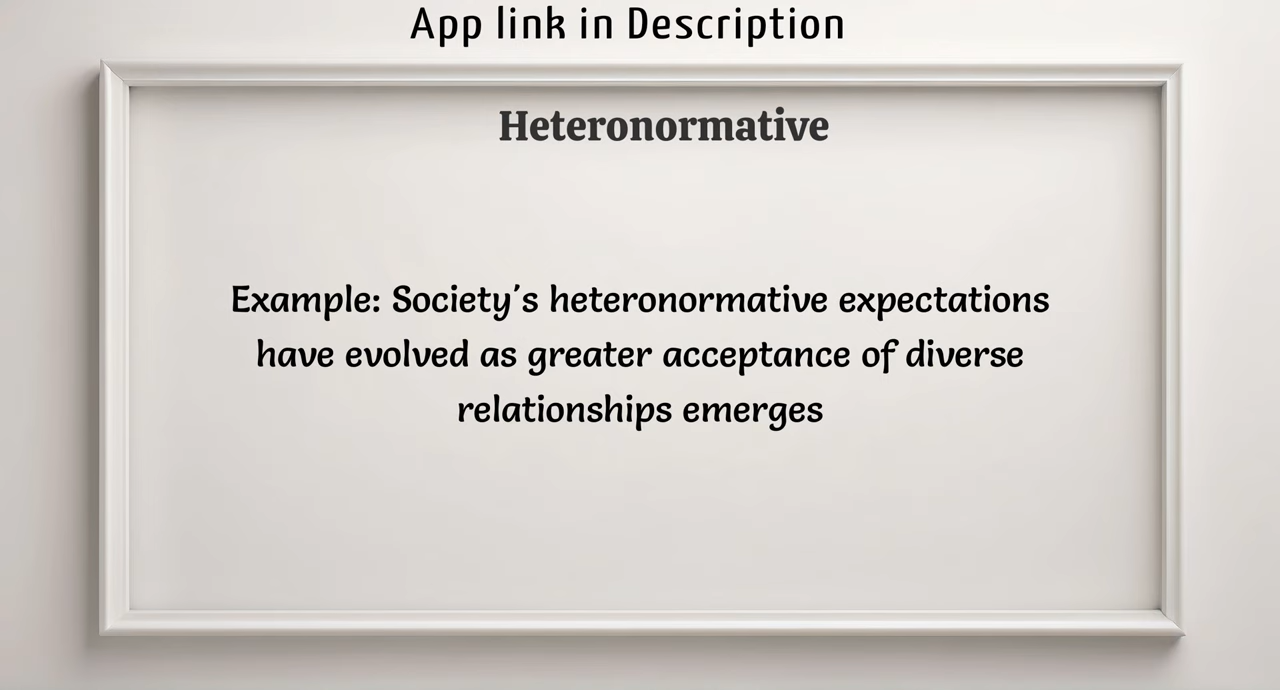 App link in Description
Heteronormative
Example: Society's heteronormative expectations
have evolved as greater acceptance of diverse
relationships emerges